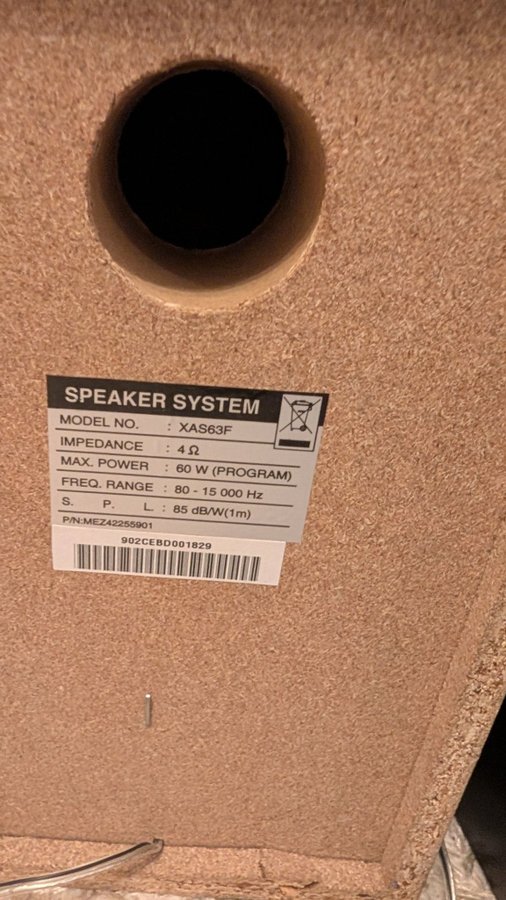 SPEAKER SYSTEM
MODEL NO. : XAS63F
IMPEDANCE : 4 Ω
MAX. POWER : 60 W (PROGRAM)
FREQ. RANGE : 80 - 15 000 Hz
S. P. L. : 85 dB/W(1m)
P/N:MEZ42255901
902CEBD001829